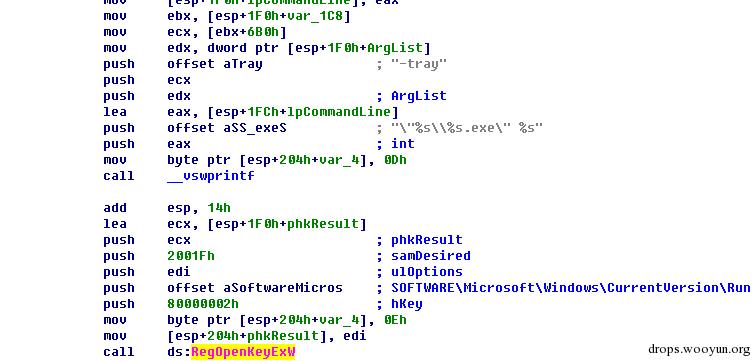 mov [esp+1F0h+lpCommandLine], eax
mov ebx, [esp+1F0h+var_1C8]
mov ecx, [ebx+6B0h]
mov edx, dword ptr [esp+1F0h+ArgList]
push offset aTray ; "-tray"
push ecx
push edx ; ArgList
lea eax, [esp+1FCh+lpCommandLine]
push offset aSS_exeS ; "\"%s\\%s.exe\" %s"
push eax ; int
mov byte ptr [esp+204h+var_4], 0Dh
call __vswprintf
add esp, 14h
lea ecx, [esp+1F0h+phkResult]
push ecx ; phkResult
push 2001Fh ; samDesired
push edi ; ulOptions
push offset aSoftwareMicros ; SOFTWARE\Microsoft\Windows\CurrentVersion\Run
push 80000002h ; hKey
mov byte ptr [esp+204h+var_4], 0Eh
mov [esp+204h+phkResult], edi
call ds:RegOpenKeyExW
drops.wooyun.org